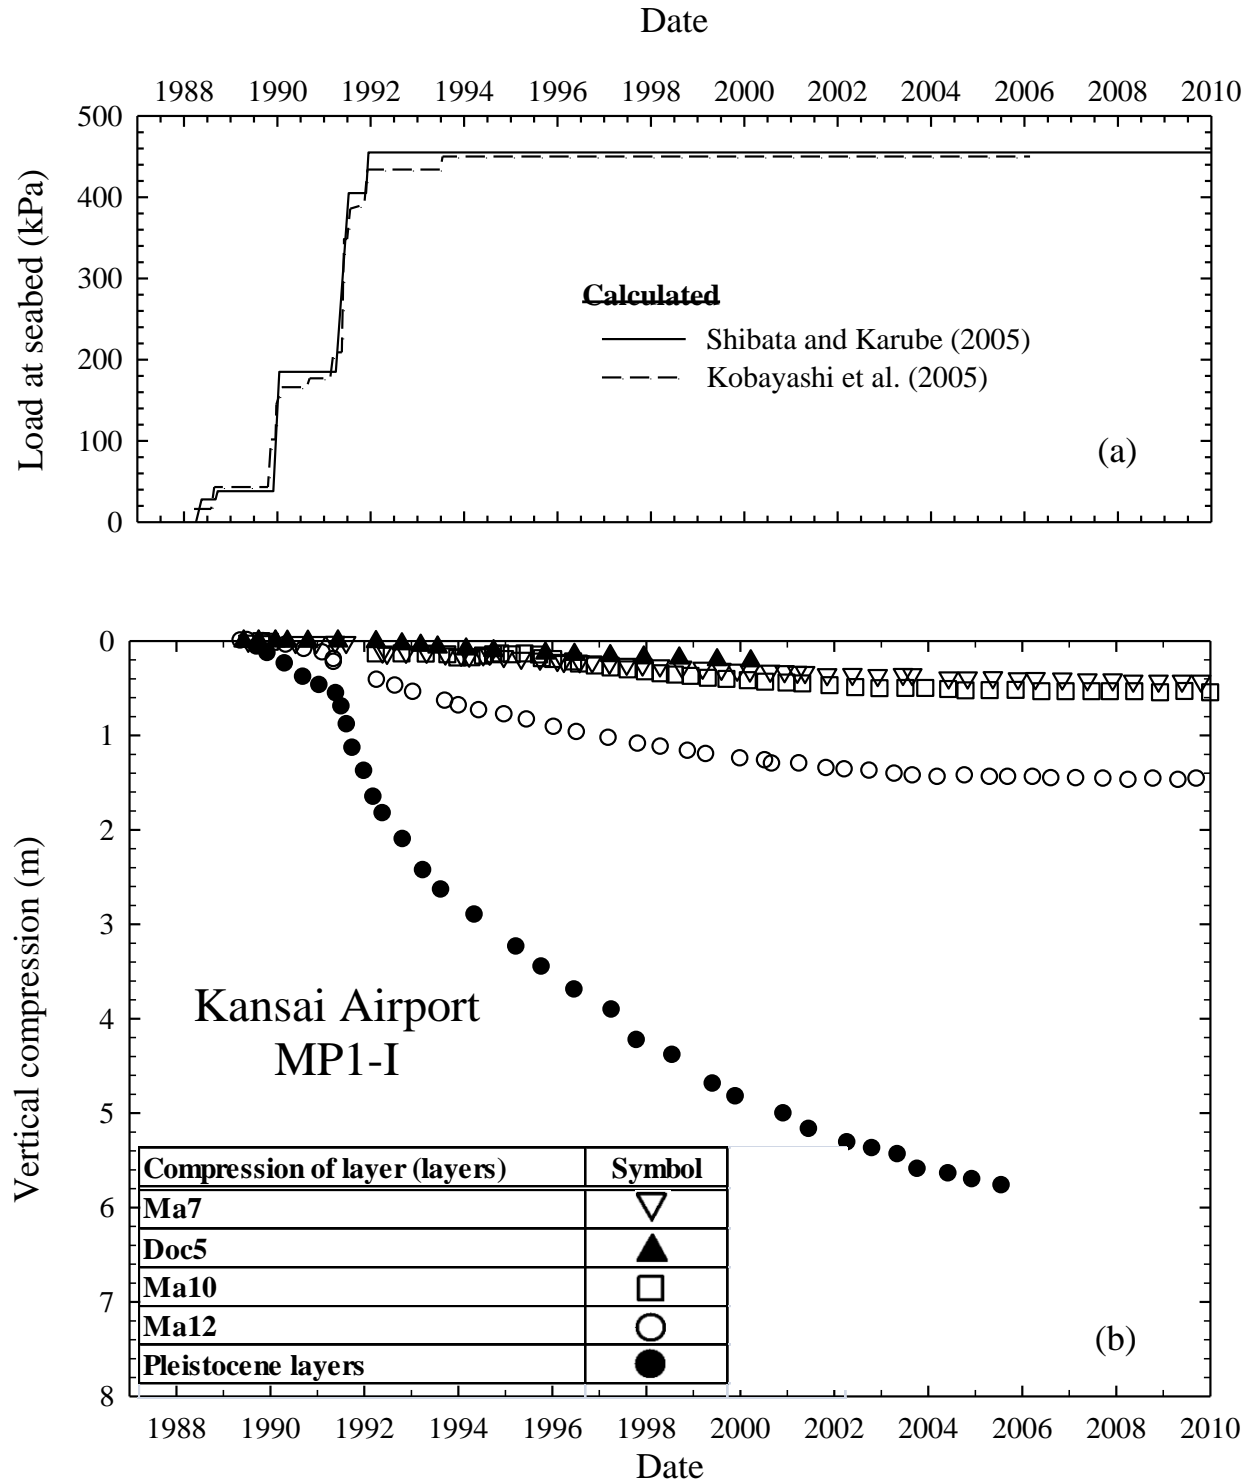 Date
1988 1990 1992 1994 1996 1998 2000 2002 2004 2006 2008 2010
500
400
300
200
100
0
Load at seabed (kPa)
Calculated
Shibata and Karube (2005)
Kobayashi et al. (2005)
(a)
0
1
2
3
4
5
6
7
8
Vertical compression (m)
Kansai Airport
MP1-I
Compression of layer (layers) Symbol
Ma7
Doc5
Ma10
Ma12
Pleistocene layers
(b)
1988 1990 1992 1994 1996 1998 2000 2002 2004 2006 2008 2010
Date